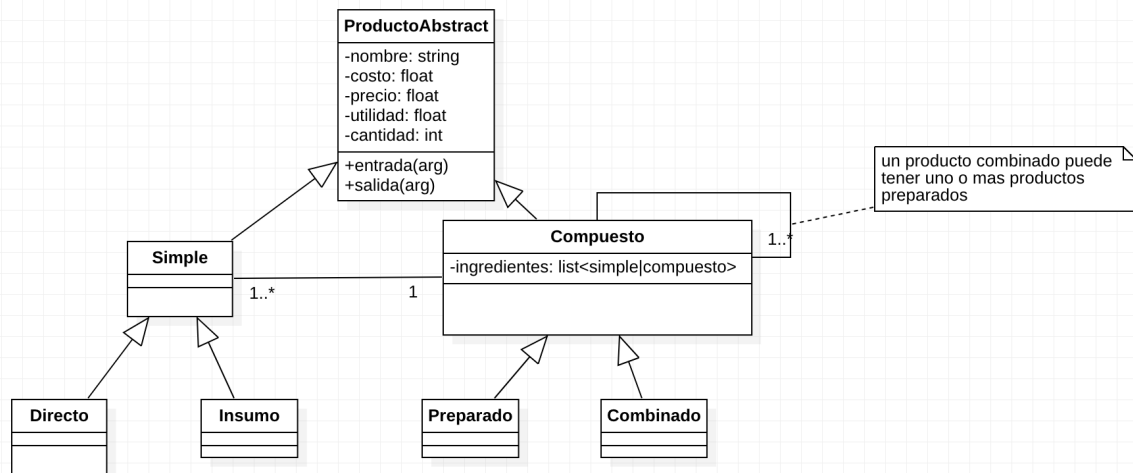 ProductoAbstract
-nombre: string
-costo: float
-precio: float
-utilidad: float
-cantidad: int
+entrada(arg)
+salida(arg)
un producto combinado puede
tener uno o mas productos
preparados
Compuesto
-ingredientes: list<simple|compuesto>
1..*
Simple
1..*
1
Directo
Insumo
Preparado
Combinado